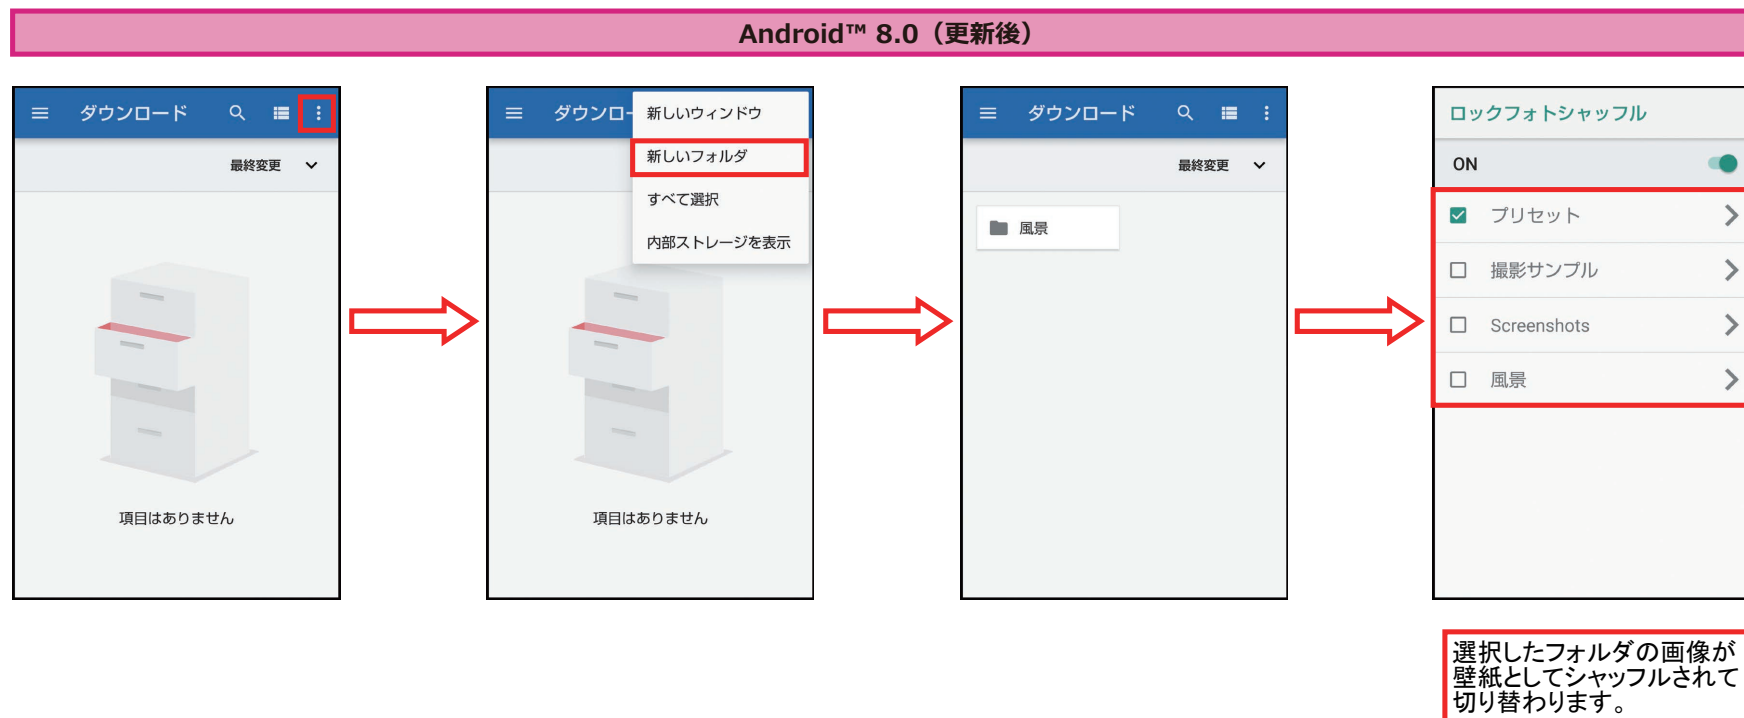 Android™ 8.0（更新後）
ダウンロード
最終変更
項目はありません
ダウンロー
新しいウィンドウ
新しいフォルダ
すべて選択
内部ストレージを表示
項目はありません
ダウンロード
最終変更
風景
ロックフォトシャッフル
ON
プリセット
撮影サンプル
Screenshots
風景
選択したフォルダの画像が
壁紙としてシャッフルされて
切り替わります。